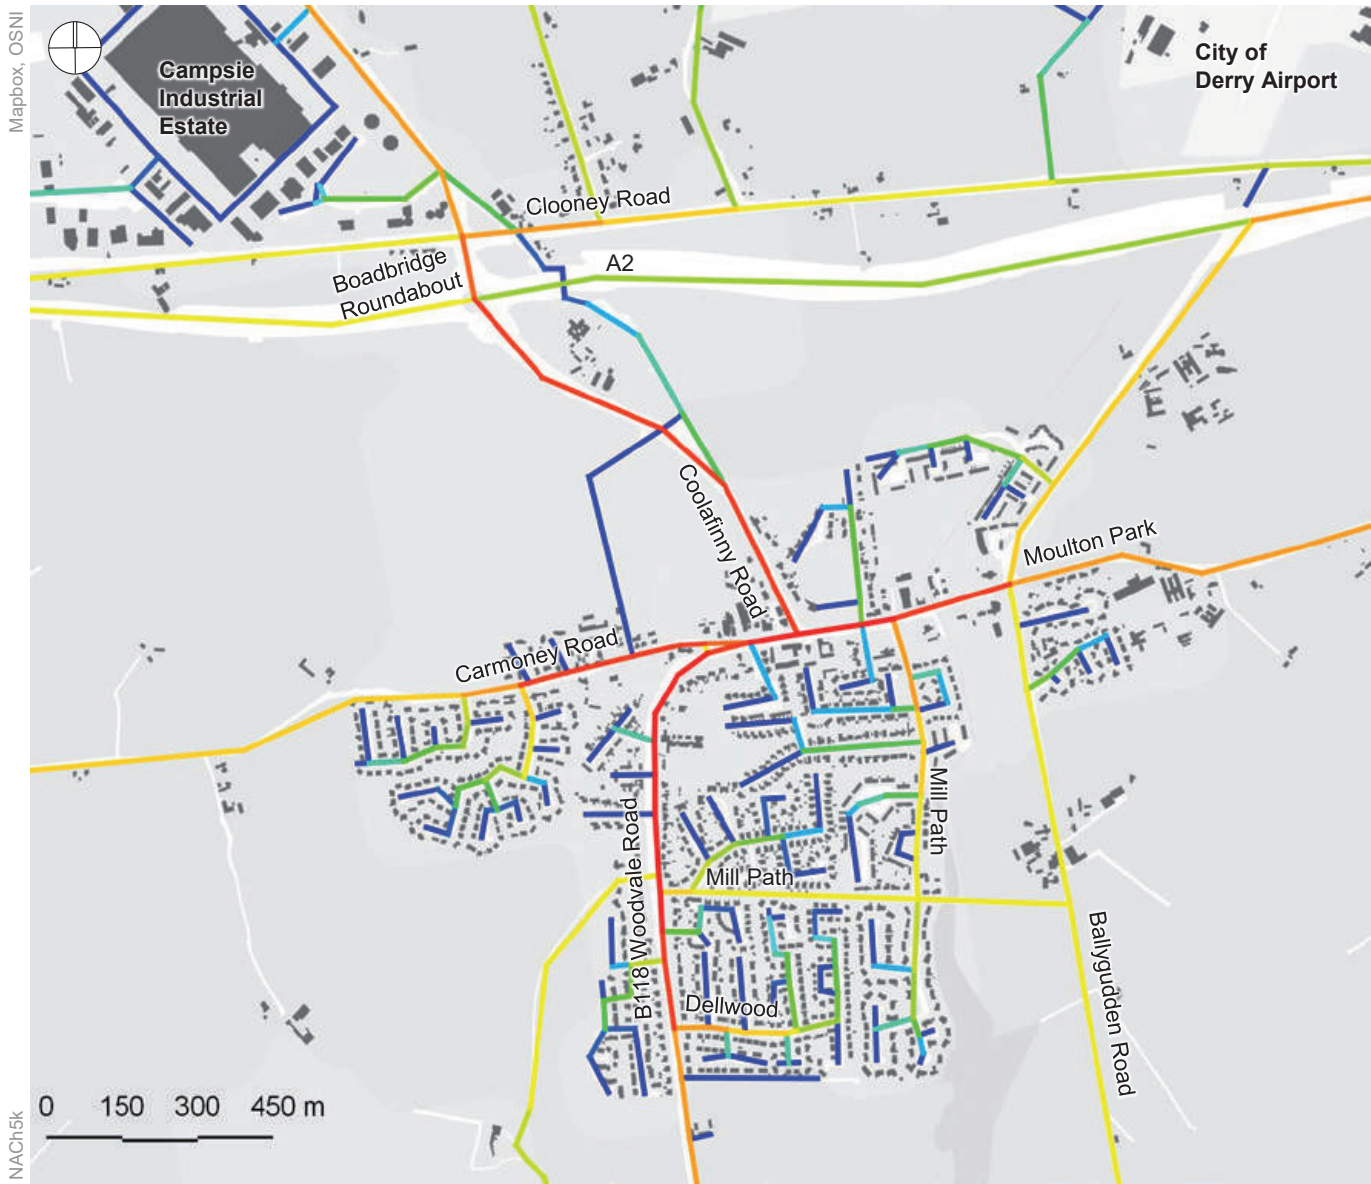 Mapbox, OSNI
Campsie
Industrial
Estate
City of
Derry Airport
Clooney Road
Boadbridge
Roundabout
A2
Coolafinny Road
Moulton Park
Carmoney Road
B118 Woodvale Road
Mill Path
Mill Path
Dellwood
Ballygudden Road
0 150 300 450 m
NACh5k